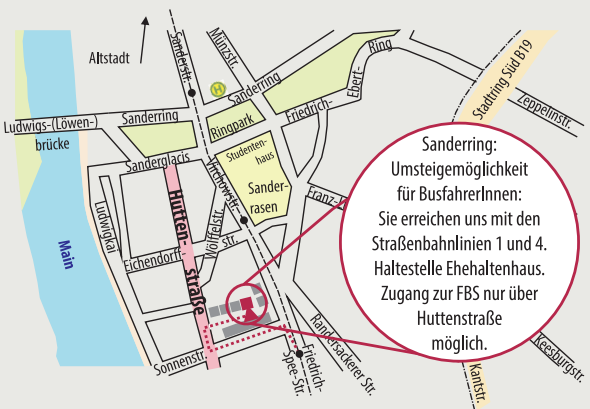 Altstadt
Sanderstr.
Münzstr.
Ring
Ebert-
Friedrich-
Stadtring Süd B19
Zeppelinstr.
H
Sanderring
Sanderring
Ringpark
Ludwigs-(Löwen-)
brücke
Sanderglacis
Studenten-
haus
Sander-
rasen
Virchowstr.
Franz-
Ludwigkai
Wölffelstr.
Eichendorff-
str.
Main
Hutten-
straße
Sonnenstr.
Friedrich-
Spee-Str.
Randersackerer Str.
Keesburgstr.
Kantstr.
Sanderring:
Umsteigemöglichkeit
für BusfahrerInnen:
Sie erreichen uns mit den
Straßenbahnlinien 1 und 4.
Haltestelle Ehehaltenhaus.
Zugang zur FBS nur über
Huttenstraße
möglich.